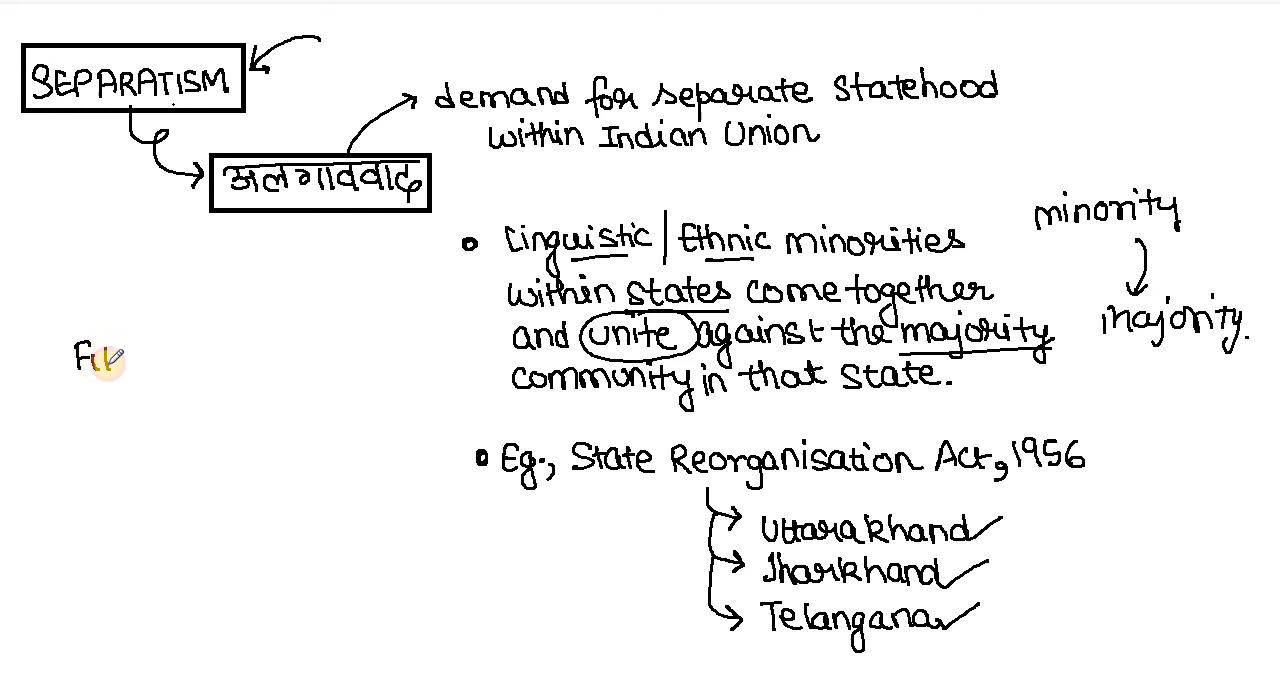 SEPARATISM
demand for separate Statehood
within Indian Union
अलगाववाद
Linguistic | Ethnic minorities
within states come together
and unite against the majority
community in that State.
minority
majority.
Eg., State Reorganisation Act, 1956
Uttarakhand
Jharkhand
Telangana